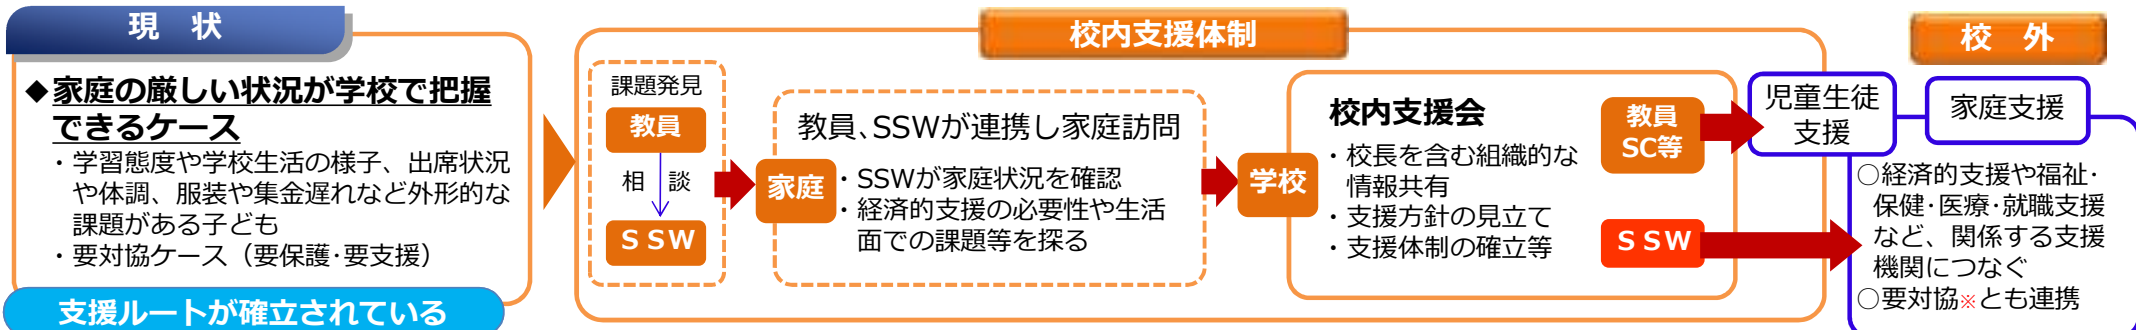 現 状
◆家庭の厳しい状況が学校で把握
できるケース
・学習態度や学校生活の様子、出席状況
や体調、服装や集金遅れなど外形的な
課題がある子ども
・要対協ケース（要保護･要支援）
支援ルートが確立されている
校内支援体制
課題発見
教員
相 談
ＳＳＷ
教員、SSWが連携し家庭訪問
家庭
・SSWが家庭状況を確認
・経済的支援の必要性や生活
面での課題等を探る
学校
校内支援会
・校長を含む組織的な
情報共有
・支援方針の見立て
・支援体制の確立等
教員
SC等
ＳＳＷ
校 外
児童生徒
支援
家庭支援
○経済的支援や福祉･
保健･医療･就職支援
など、関係する支援
機関につなぐ
○要対協※とも連携